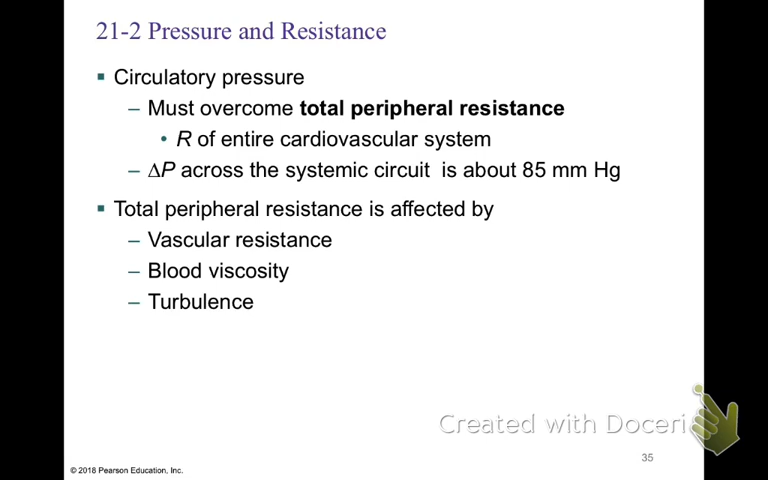 21-2 Pressure and Resistance
▪ Circulatory pressure
– Must overcome total peripheral resistance
• R of entire cardiovascular system
– ∆P across the systemic circuit is about 85 mm Hg
▪ Total peripheral resistance is affected by
– Vascular resistance
– Blood viscosity
– Turbulence
Created with Doceri
35
© 2018 Pearson Education, Inc.